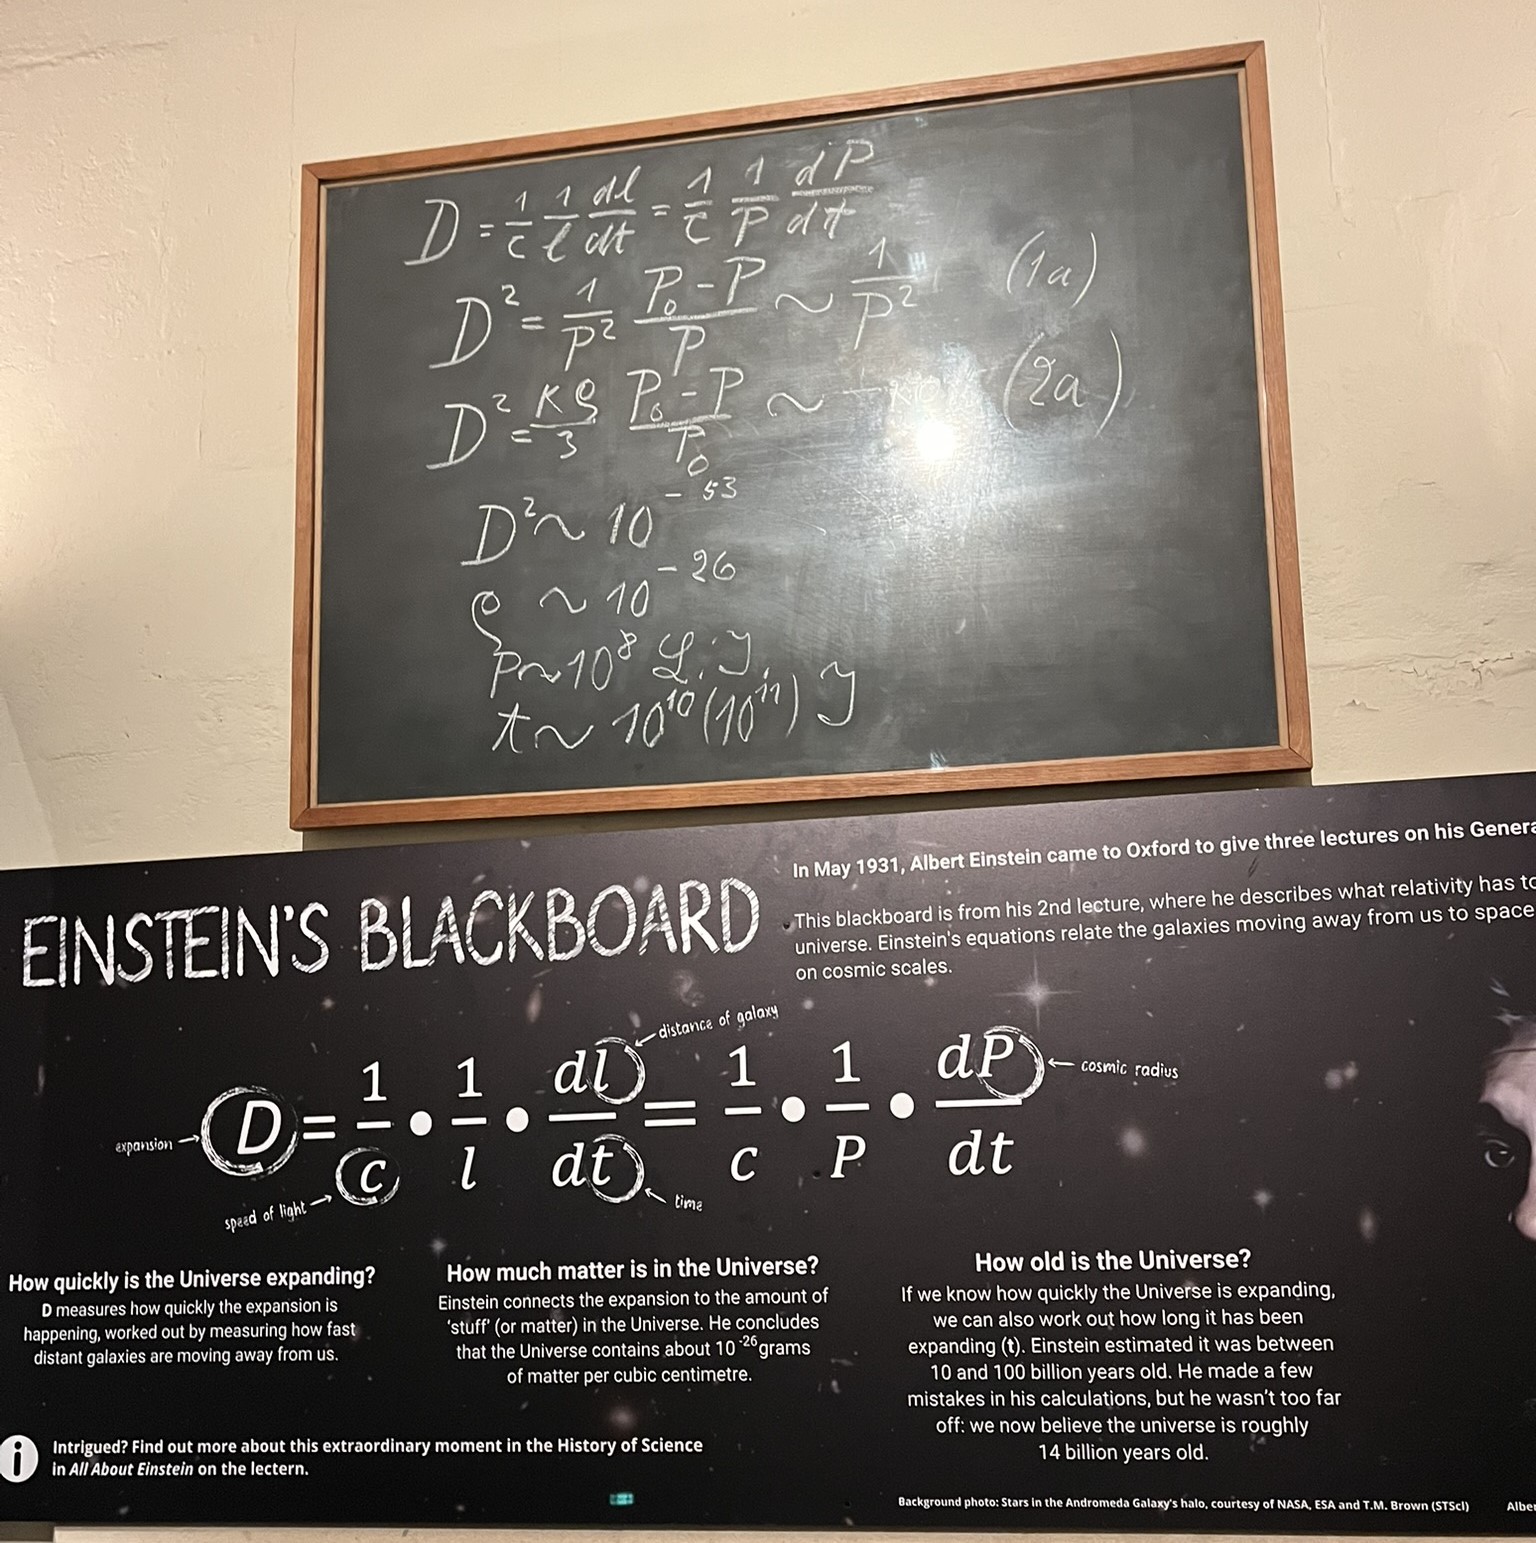 D = 1/c 1/l dl/dt = 1/c 1/P dP/dt
D² = 1/P² P₀-P/P ~ 1/P² (1a)
D² = κρ/3 P₀-P/P₀ ~ (2a)
D² ~ 10⁻⁵³
ρ ~ 10⁻²⁶
P ~ 10⁸ L.J.
t ~ 10¹⁰(10¹¹) J
EINSTEIN'S BLACKBOARD
In May 1931, Albert Einstein came to Oxford to give three lectures on his
This blackboard is from his 2nd lecture, where he describes what relativity has
universe. Einstein's equations relate the galaxies moving away from us to space
on cosmic scales.
distance of galaxy
cosmic radius
D = 1/c • 1/l • dl/dt = 1/c • 1/P • dP/dt
expansion
speed of light
time
How quickly is the Universe expanding?
D measures how quickly the expansion is
happening, worked out by measuring how fast
distant galaxies are moving away from us.
How much matter is in the Universe?
Einstein connects the expansion to the amount of
'stuff' (or matter) in the Universe. He concludes
that the Universe contains about 10⁻²⁶grams
of matter per cubic centimetre.
How old is the Universe?
If we know how quickly the Universe is expanding,
we can also work out how long it has been
expanding (t). Einstein estimated it was between
10 and 100 billion years old. He made a few
mistakes in his calculations, but he wasn't too far
off: we now believe the universe is roughly
14 billion years old.
i
Intrigued? Find out more about this extraordinary moment in the History of Science
in All About Einstein on the lectern.
Background photo: Stars in the Andromeda Galaxy's halo, courtesy of NASA, ESA and T.M. Brown (STScI)